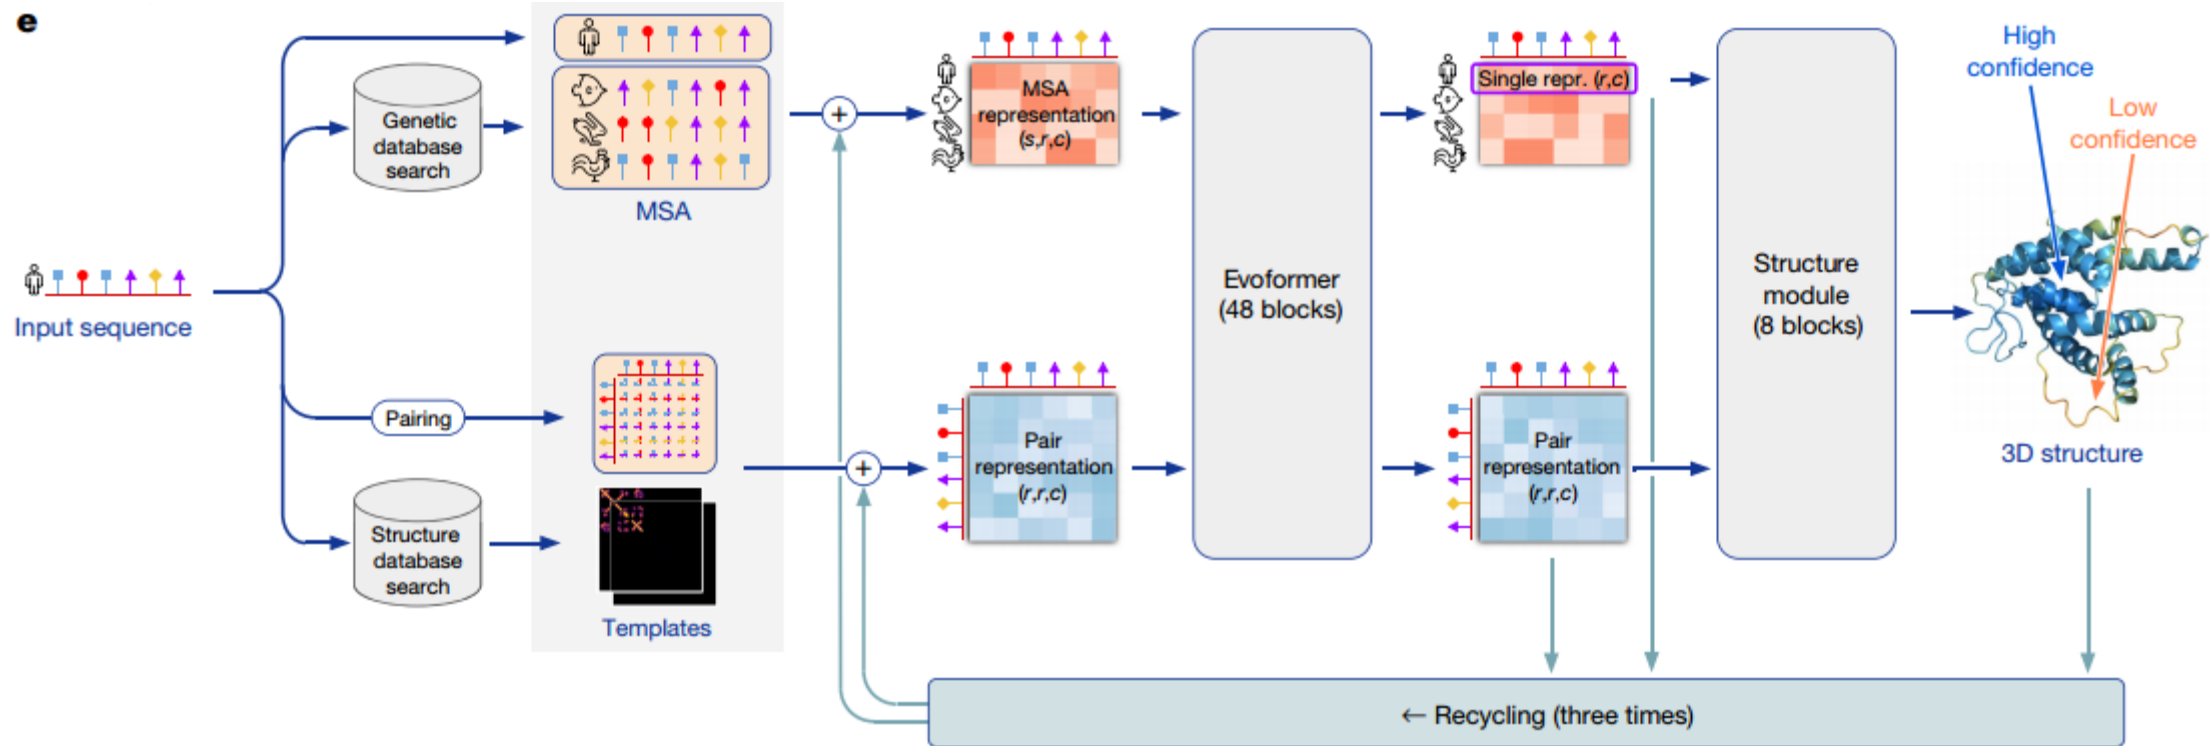 e
Genetic
database
search
MSA
Input sequence
Pairing
Structure
database
search
Templates
+
+
MSA
representation
(s,r,c)
Pair
representation
(r,r,c)
Evoformer
(48 blocks)
Single repr. (r,c)
Pair
representation
(r,r,c)
Structure
module
(8 blocks)
High
confidence
Low
confidence
3D structure
← Recycling (three times)